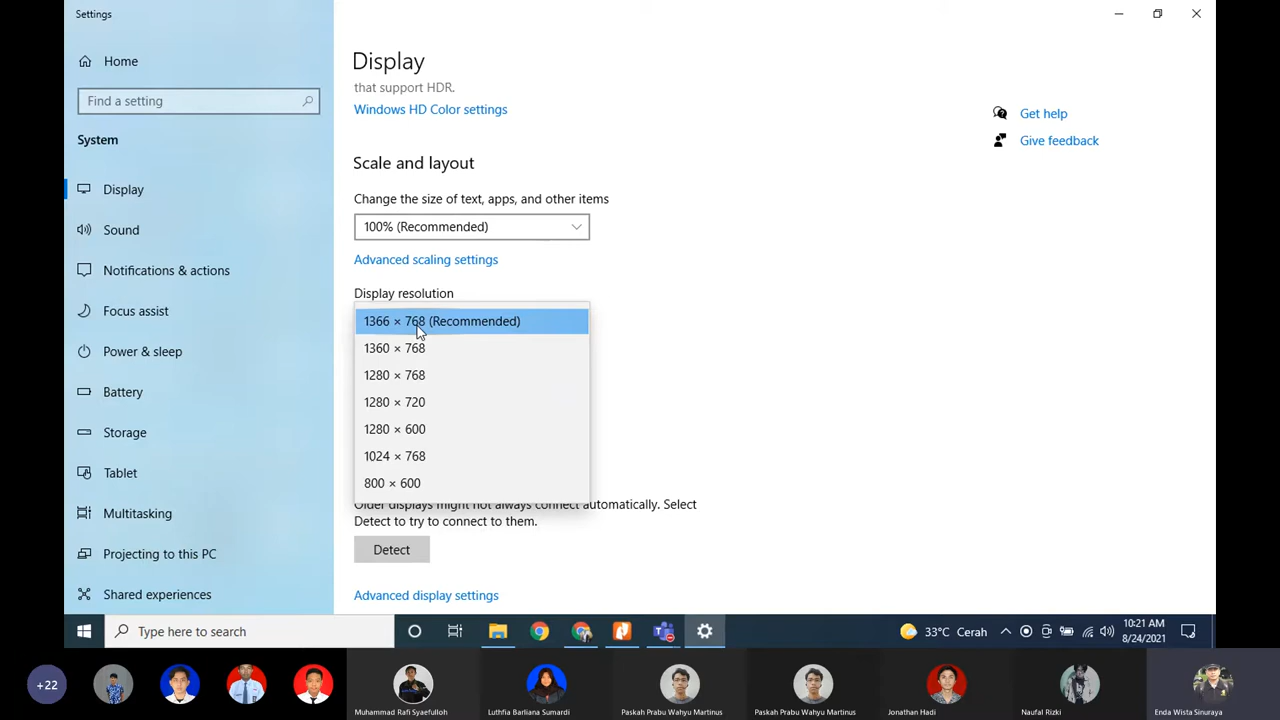 Settings
Home
Find a setting
System
Display
Sound
Notifications & actions
Focus assist
Power & sleep
Battery
Storage
Tablet
Multitasking
Projecting to this PC
Shared experiences
Display
that support HDR.
Windows HD Color settings
Scale and layout
Change the size of text, apps, and other items
100% (Recommended)
Advanced scaling settings
Display resolution
1366 × 768 (Recommended)
1360 × 768
1280 × 768
1280 × 720
1280 × 600
1024 × 768
800 × 600
Older displays might not always connect automatically. Select
Detect to try to connect to them.
Detect
Advanced display settings
Get help
Give feedback
Type here to search
33°C Cerah
10:21 AM
8/24/2021
+22
Muhammad Rafi Syaefulloh
Luthfia Barliana Sumardi
Paskah Prabu Wahyu Martinus
Paskah Prabu Wahyu Martinus
Jonathan Hadi
Naufal Rizki
Enda Wista Sinuraya